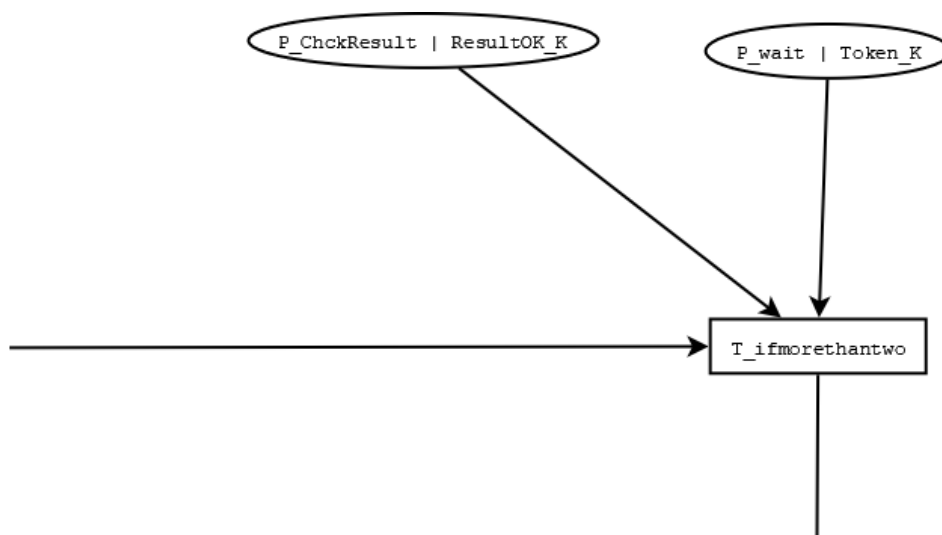 P_ChckResult | ResultOK_K
P_wait | Token_K
T_ifmorethantwo